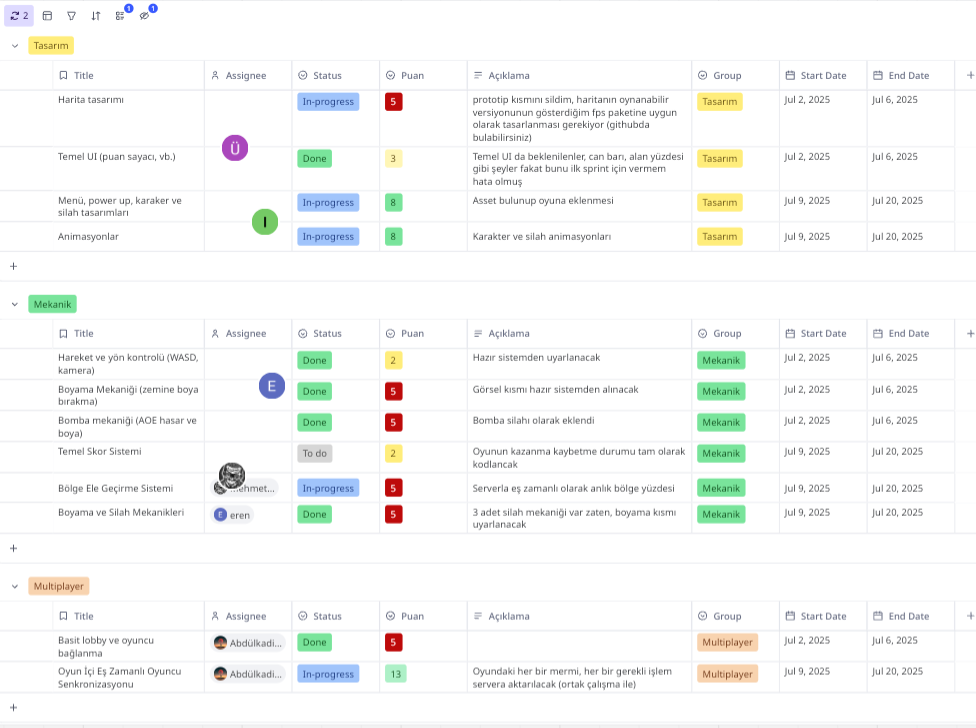 2
1
1
Tasarım
Title Assignee Status Puan Açıklama Group Start Date End Date
Harita tasarımı In-progress 5 prototip kısmını sildim, haritanın oynanabilir Tasarım Jul 2, 2025 Jul 6, 2025
versiyonunun gösterdiğim fps paketine uygun
olarak tasarlanması gerekiyor (githubda
bulabilirsiniz)
Ü
Temel UI (puan sayacı, vb.) Done 3 Temel UI da beklenilenler, can barı, alan yüzdesi Tasarım Jul 2, 2025 Jul 6, 2025
gibi şeyler fakat bunu ilk sprint için vermem
hata olmuş
Menü, power up, karaker ve In-progress 8 Asset bulunup oyuna eklenmesi Tasarım Jul 9, 2025 Jul 20, 2025
silah tasarımları
I
Animasyonlar In-progress 8 Karakter ve silah animasyonları Tasarım Jul 9, 2025 Jul 20, 2025
Mekanik
Title Assignee Status Puan Açıklama Group Start Date End Date
Hareket ve yön kontrolü (WASD, Done 2 Hazır sistemden uyarlanacak Mekanik Jul 2, 2025 Jul 6, 2025
kamera)
E
Boyama Mekaniği (zemine boya Done 5 Görsel kısmı hazır sistemden alınacak Mekanik Jul 2, 2025 Jul 6, 2025
bırakma)
Bomba mekaniği (AOE hasar ve Done 5 Bomba silahı olarak eklendi Mekanik Jul 2, 2025 Jul 6, 2025
boya)
Temel Skor Sistemi To do 2 Oyunun kazanma kaybetme durumu tam olarak Mekanik Jul 9, 2025 Jul 20, 2025
kodlancak
Bölge Ele Geçirme Sistemi In-progress 5 Serverla eş zamanlı olarak anlık bölge yüzdesi Mekanik Jul 9, 2025 Jul 20, 2025
Boyama ve Silah Mekanikleri E eren Done 5 3 adet silah mekaniği var zaten, boyama kısmı Mekanik Jul 9, 2025 Jul 20, 2025
uyarlanacak
Multiplayer
Title Assignee Status Puan Açıklama Group Start Date End Date
Basit lobby ve oyuncu Abdülkadi... Done 5 Multiplayer Jul 2, 2025 Jul 6, 2025
bağlanma
Oyun İçi Eş Zamanlı Oyuncu Abdülkadi... In-progress 13 Oyundaki her bir mermi, her bir gerekli işlem Multiplayer Jul 9, 2025 Jul 20, 2025
Senkronizasyonu servera aktarılacak (ortak çalışma ile)